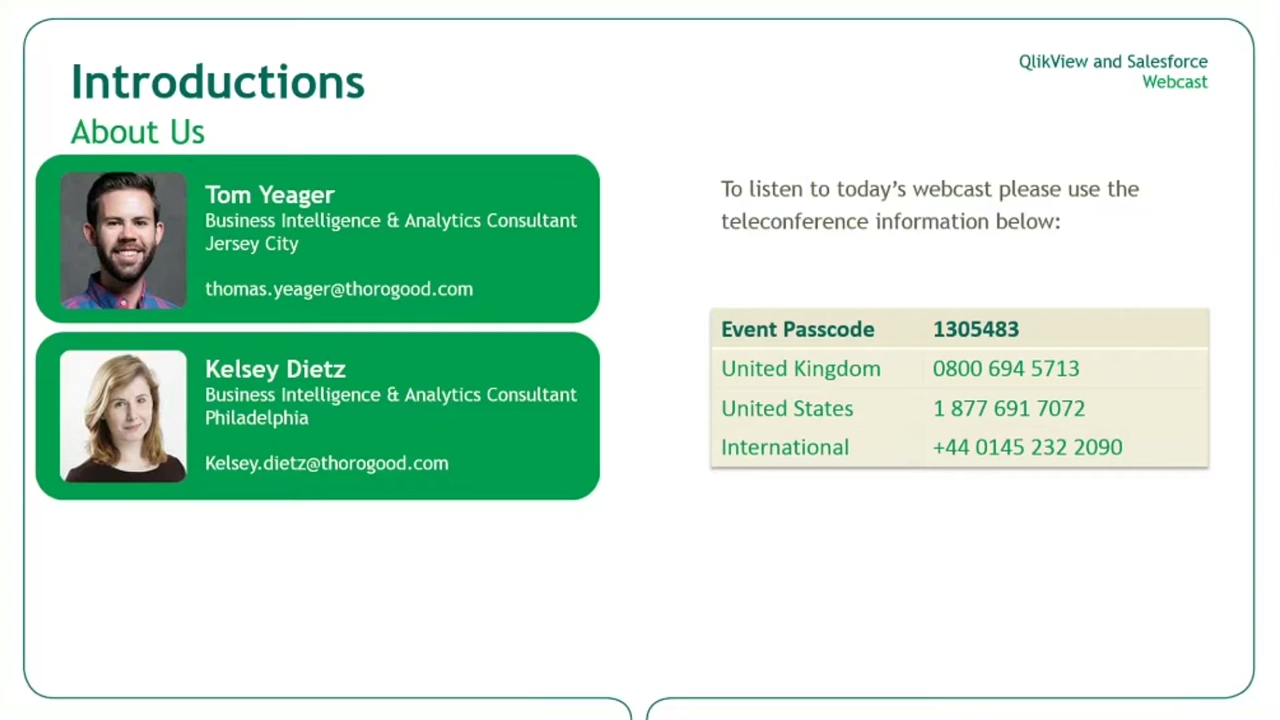 Introductions
About Us
QlikView and Salesforce
Webcast
Tom Yeager
Business Intelligence & Analytics Consultant
Jersey City
thomas.yeager@thorogood.com
Kelsey Dietz
Business Intelligence & Analytics Consultant
Philadelphia
Kelsey.dietz@thorogood.com
To listen to today’s webcast please use the
teleconference information below:
Event Passcode 1305483
United Kingdom 0800 694 5713
United States 1 877 691 7072
International +44 0145 232 2090